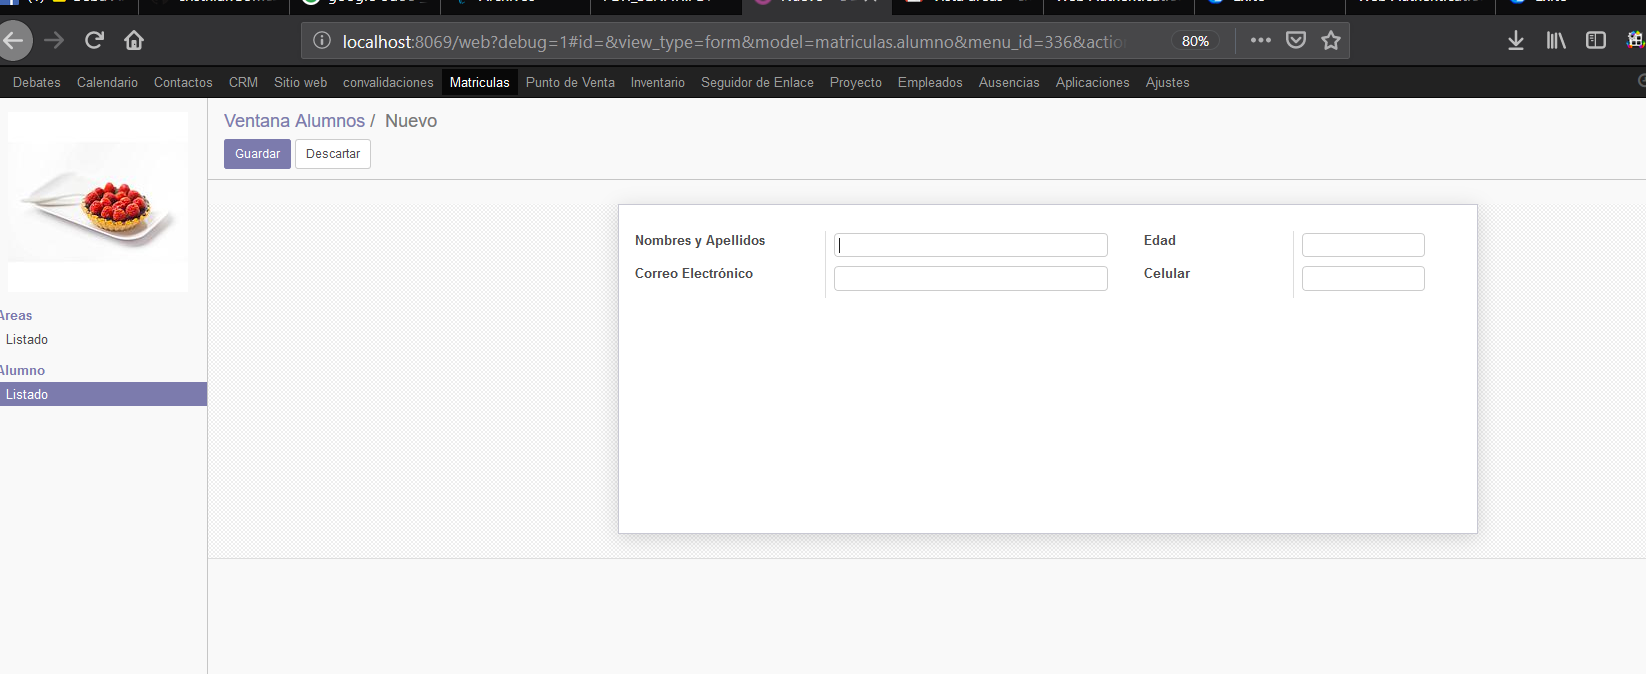 localhost:8069/web?debug=1#id=&view_type=form&model=matriculas.alumno&menu_id=336&actio
80%
Debates Calendario Contactos CRM Sitio web convalidaciones Matriculas Punto de Venta Inventario Seguidor de Enlace Proyecto Empleados Ausencias Aplicaciones Ajustes
Ventana Alumnos / Nuevo
Guardar Descartar
Nombres y Apellidos Edad
Correo Electrónico Celular
Areas
Listado
Alumno
Listado